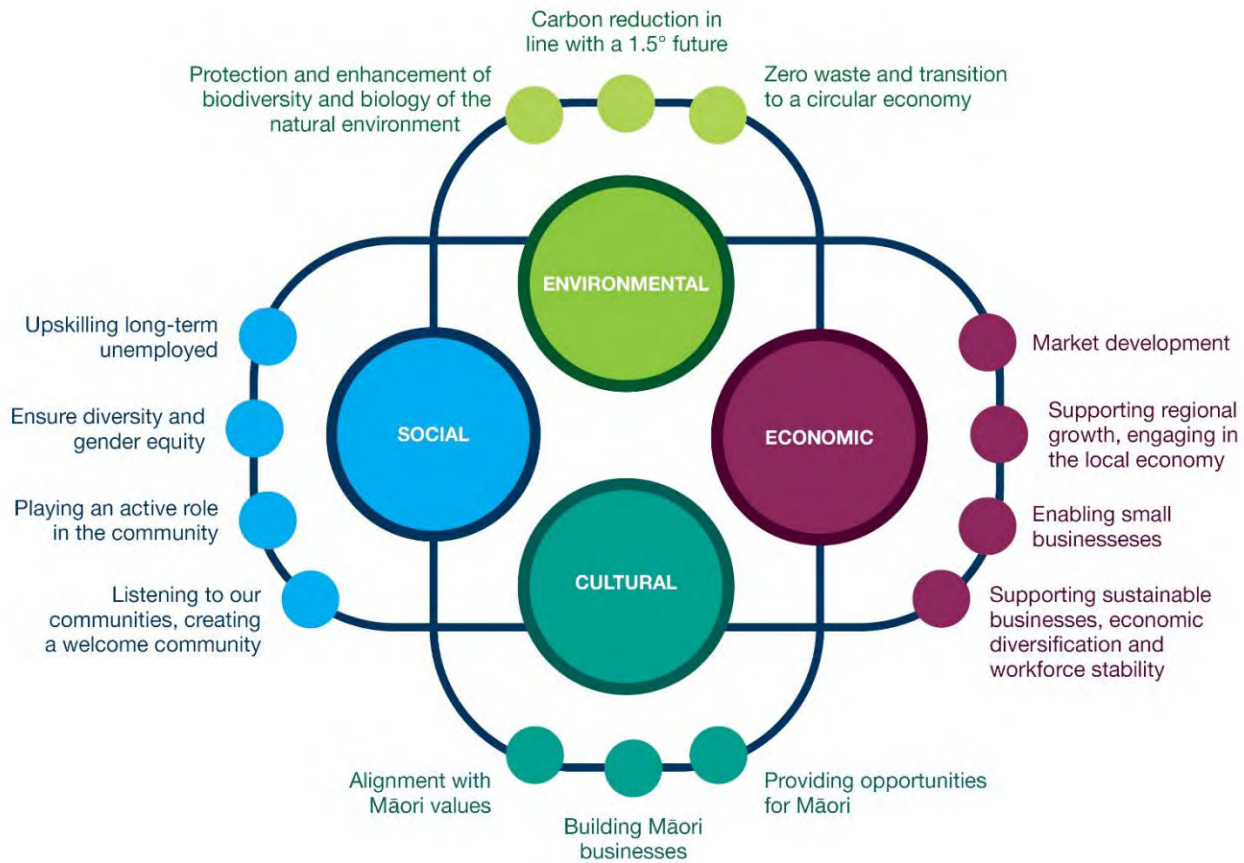 Carbon reduction in
line with a 1.5° future
Protection and enhancement of
biodiversity and biology of the
natural environment
Zero waste and transition
to a circular economy
ENVIRONMENTAL
Upskilling long-term
unemployed
Ensure diversity and
gender equity
Playing an active role
in the community
Listening to our
communities, creating
a welcome community
SOCIAL
ECONOMIC
Market development
Supporting regional
growth, engaging in
the local economy
Enabling small
businesseses
Supporting sustainable
businesses, economic
diversification and
workforce stability
CULTURAL
Alignment with
Māori values
Building Māori
businesses
Providing opportunities
for Māori